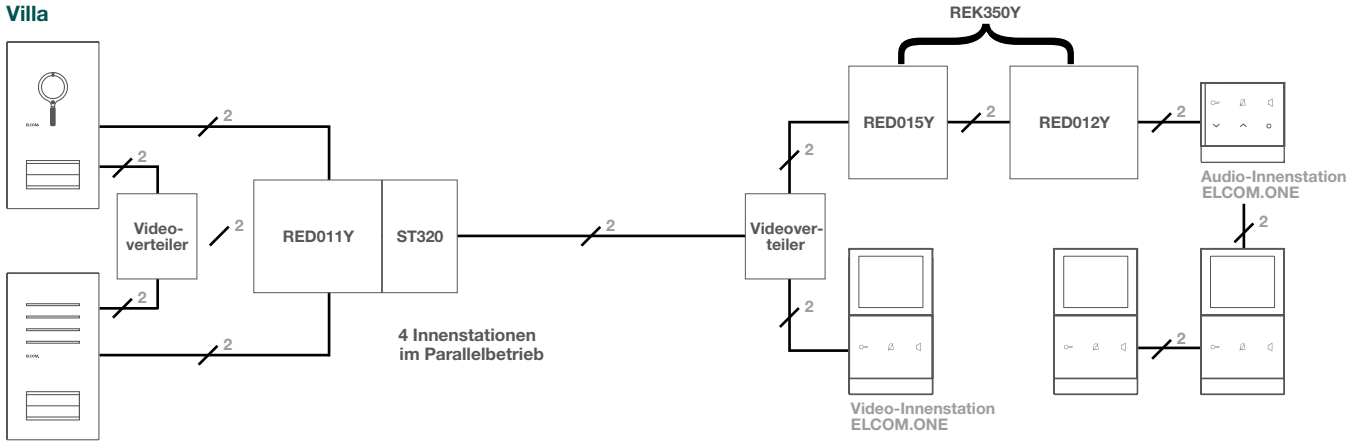 Villa
REK350Y
ELCOM.
2
2
Video-
verteiler
2
RED011Y
ST320
2
Videover-
teiler
2
RED015Y
2
RED012Y
2
Audio-Innenstation
ELCOM.ONE
2
2
2
ELCOM.
4 Innenstationen
im Parallelbetrieb
2
Video-Innenstation
ELCOM.ONE
2
2